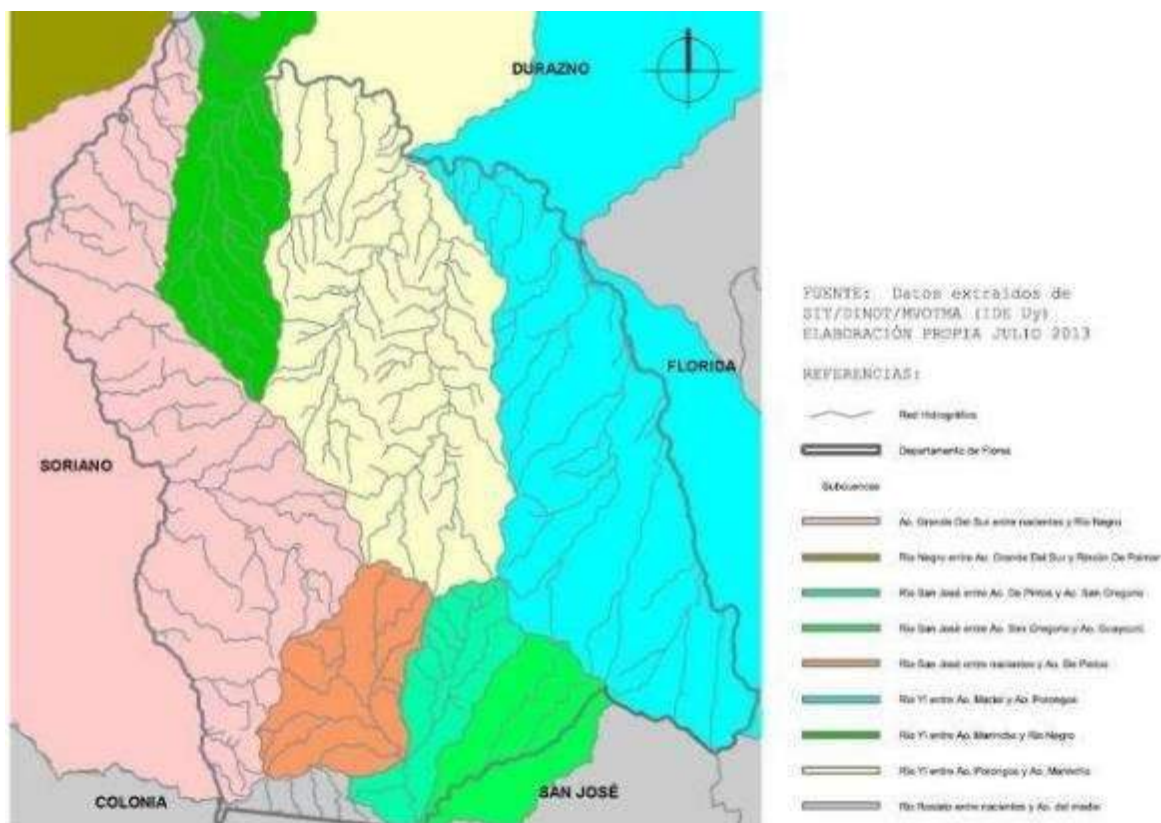 DURAZNO
FLORIDA
SORIANO
COLONIA
SAN JOSÉ
FUENTE: Datos extraidos de
SIT/DINOT/MVOTMA (IDE Uy)
ELABORACIÓN PROPIA JULIO 2013
REFERENCIAS:
Red Hidrográfica
Departamento de Flores
Subcuencas
Ao. Grande Del Sur entre nacientes y Río Negro
Río Negro entre Ao. Grande Del Sur y Rincón De Palmar
Río San José entre Ao. De Pintos y Ao. San Gregorio
Río San José entre Ao. San Gregorio y Ao. Guaycurú
Río San José entre nacientes y Ao. De Pintos
Río Yí entre Ao. Maciel y Ao. Porongos
Río Yí entre Ao. Marincho y Río Negro
Río Yí entre Ao. Porongos y Ao. Marincho
Río Rosario entre nacientes y Ao. del medio